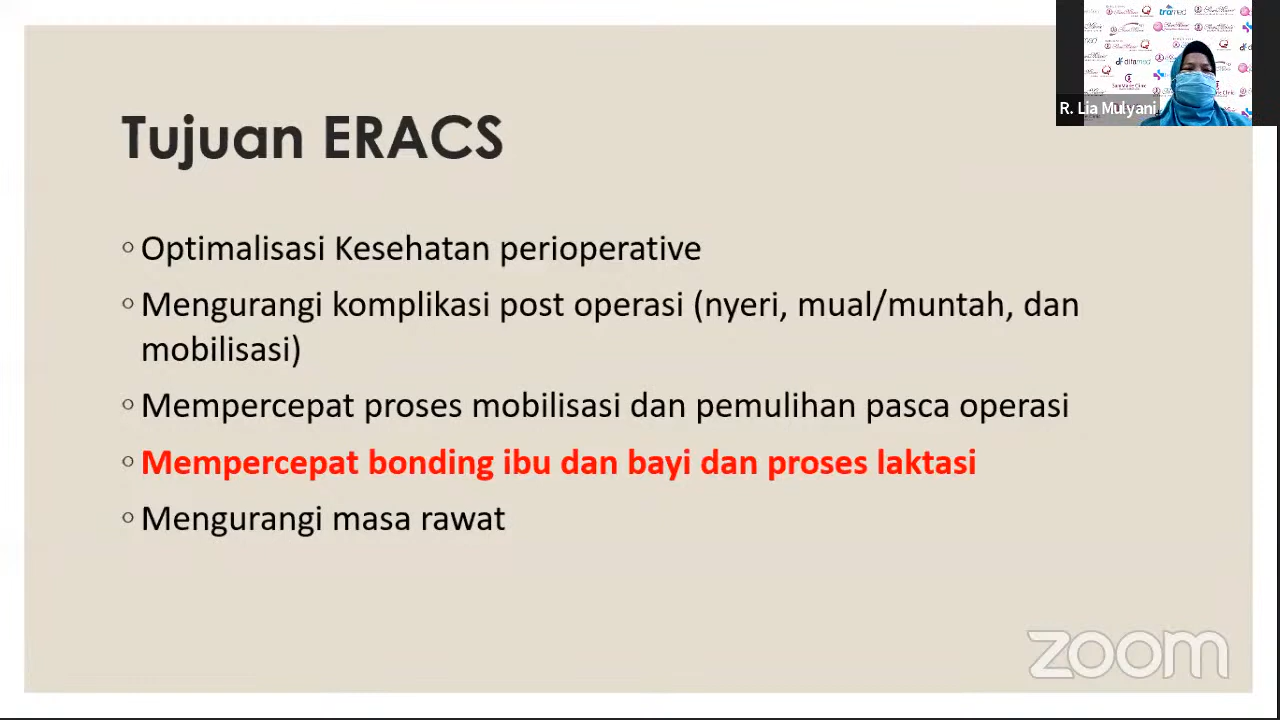 Tujuan ERACS
R. Lia Mulyani
Optimalisasi Kesehatan perioperative
Mengurangi komplikasi post operasi (nyeri, mual/muntah, dan
mobilisasi)
Mempercepat proses mobilisasi dan pemulihan pasca operasi
Mempercepat bonding ibu dan bayi dan proses laktasi
Mengurangi masa rawat
zoom